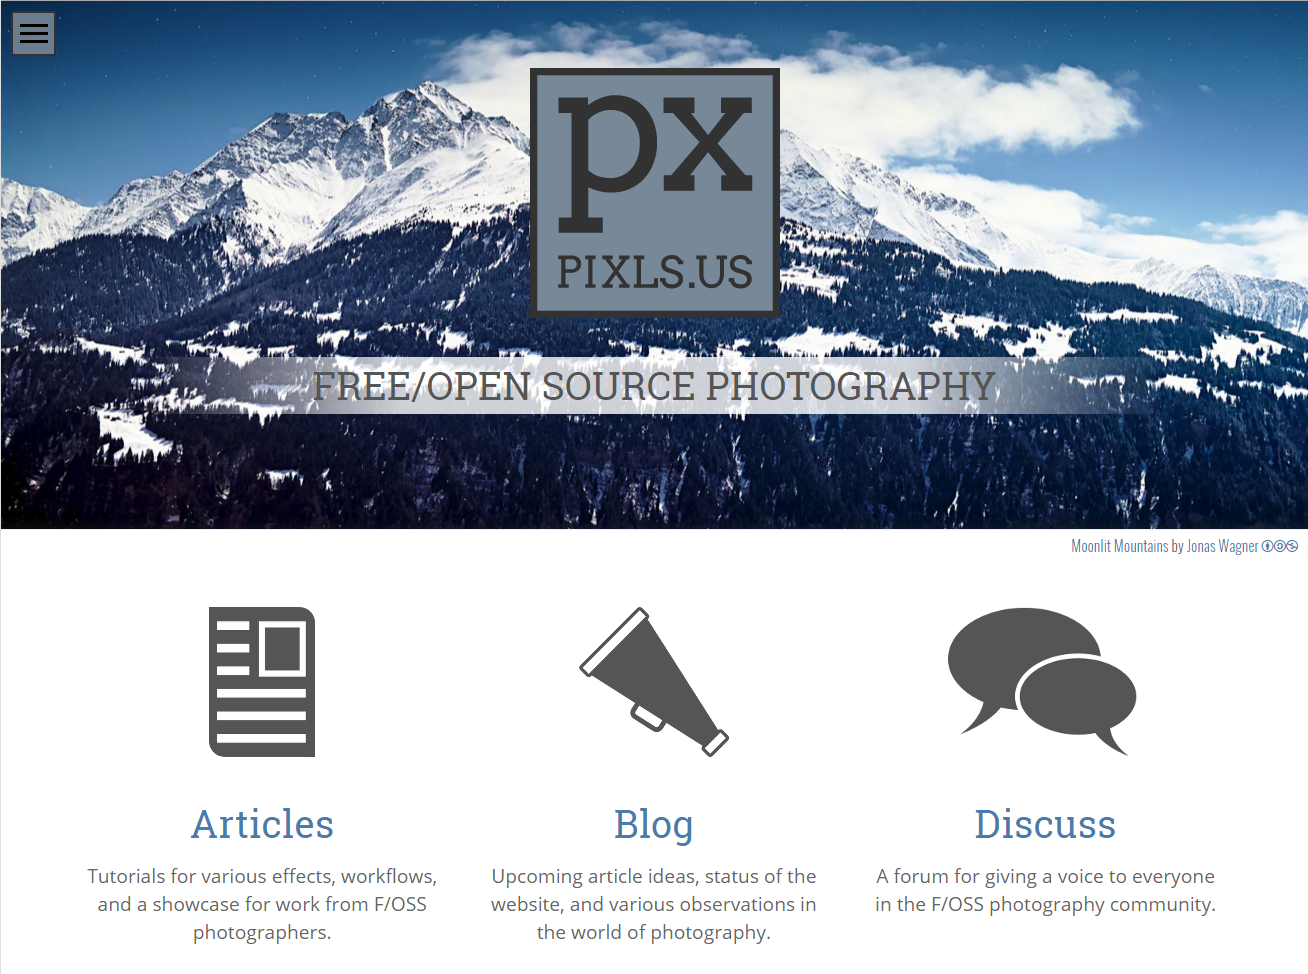 px
PIXLS.US
FREE/OPEN SOURCE PHOTOGRAPHY
Moonlit Mountains by Jonas Wagner
Articles
Tutorials for various effects, workflows,
and a showcase for work from F/OSS
photographers.
Blog
Upcoming article ideas, status of the
website, and various observations in
the world of photography.
Discuss
A forum for giving a voice to everyone
in the F/OSS photography community.